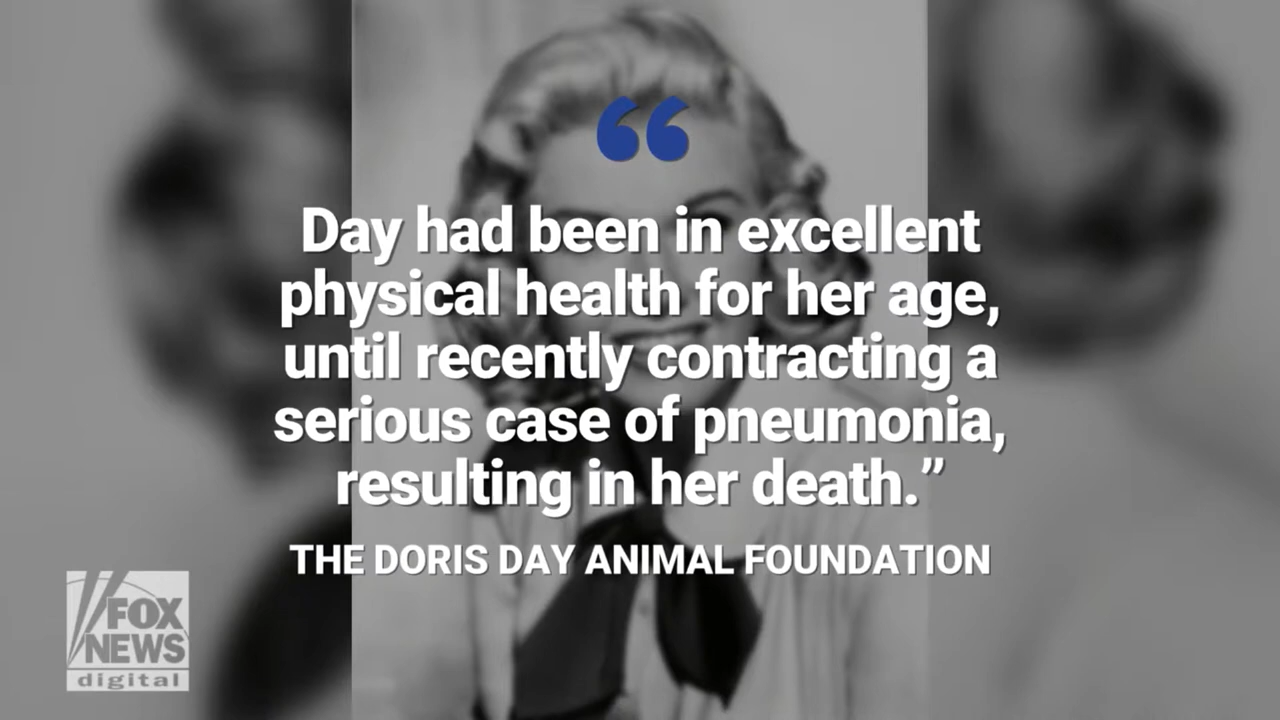 “
Day had been in excellent
physical health for her age,
until recently contracting a
serious case of pneumonia,
resulting in her death.”
THE DORIS DAY ANIMAL FOUNDATION
FOX
NEWS
digital